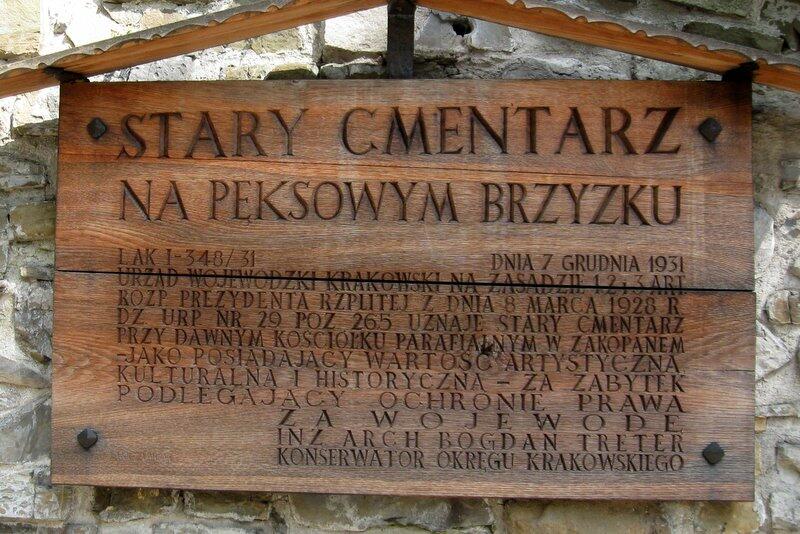 STARY CMENTARZ
NA PĘKSOWYM BRZYZKU
L AK I-348/31 DNIA 7 GRUDNIA 1931
URZĄD WOJEWÓDZKI KRAKOWSKI NA ZASADZIE 1.2 i 3 ART
ROZP PREZYDENTA RZPLITEJ Z DNIA 8 MARCA 1928 R
DZ URP NR 29 POZ 265 UZNAJE STARY CMENTARZ
PRZY DAWNYM KOŚCIÓŁKU PARAFIALNYM W ZAKOPANEM
-JAKO POSIADAJĄCY WARTOŚĆ ARTYSTYCZNĄ
KULTURALNĄ I HISTORYCZNĄ - ZA ZABYTEK
PODLEGAJĄCY OCHRONIE PRAWA
ZA WOJEWODĘ
INŻ ARCH BOGDAN TRETER
KONSERWATOR OKRĘGU KRAKOWSKIEGO